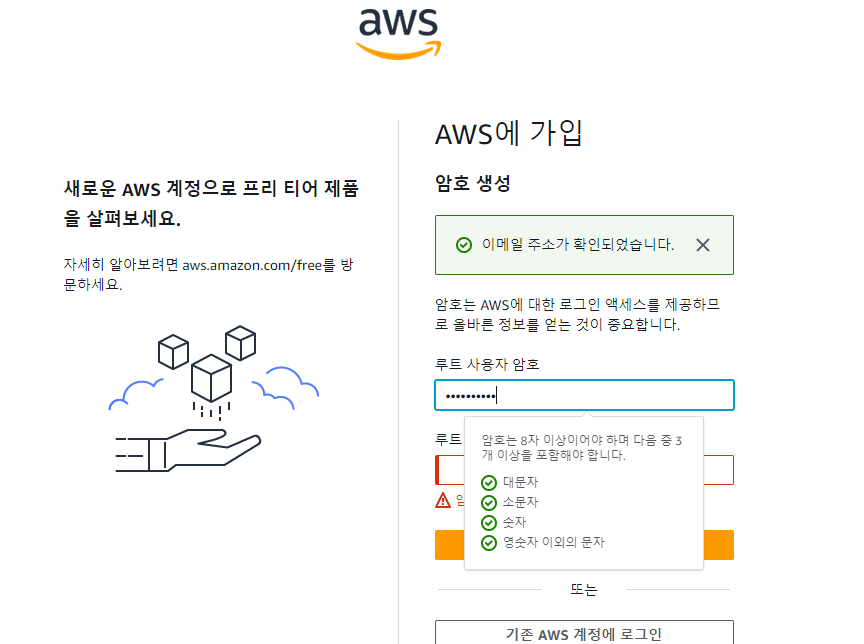 aws
새로운 AWS 계정으로 프리 티어 제품
을 살펴보세요.
자세히 알아보려면 aws.amazon.com/free를 방
문하세요.
AWS에 가입
암호 생성
이메일 주소가 확인되었습니다.
암호는 AWS에 대한 로그인 액세스를 제공하므
로 올바른 정보를 얻는 것이 중요합니다.
루트 사용자 암호
••••••••••
루트
암호는 8자 이상이어야 하며 다음 중 3
개 이상을 포함해야 합니다.
대문자
소문자
숫자
영숫자 이외의 문자
또는
기존 AWS 계정에 로그인